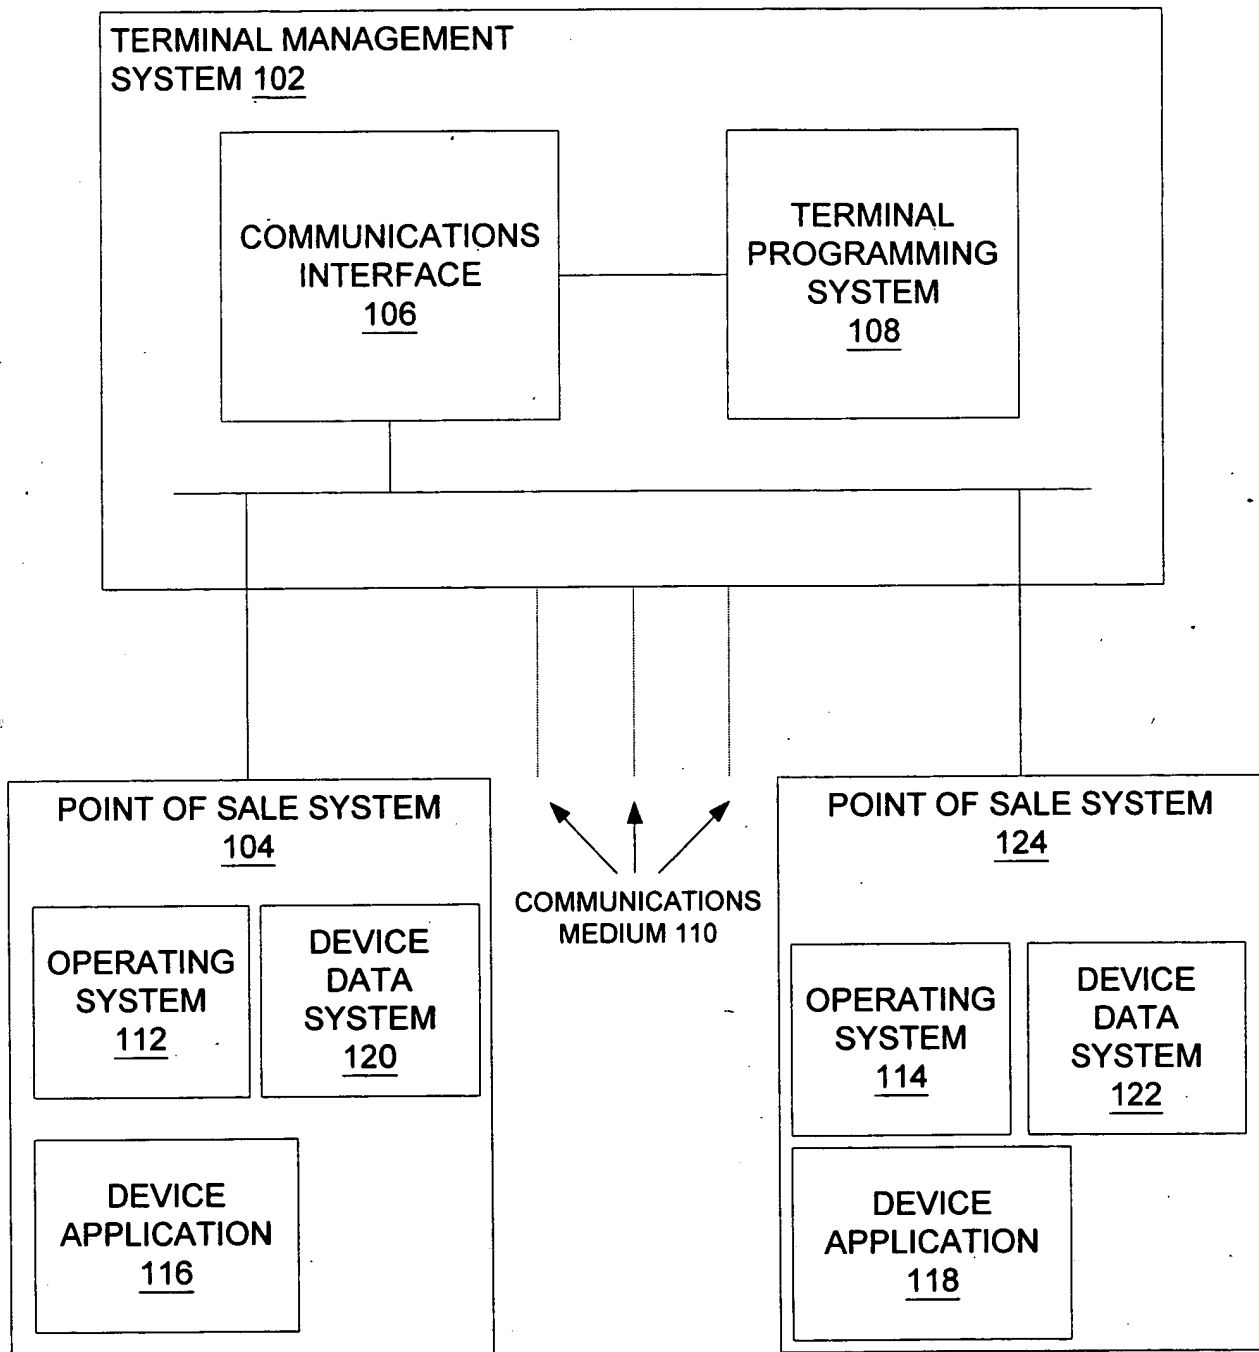 TERMINAL MANAGEMENT
SYSTEM 102
COMMUNICATIONS
INTERFACE
106
TERMINAL
PROGRAMMING
SYSTEM
108
POINT OF SALE SYSTEM
104
OPERATING
SYSTEM
112
DEVICE
DATA
SYSTEM
120
DEVICE
APPLICATION
116
COMMUNICATIONS
MEDIUM 110
POINT OF SALE SYSTEM
124
OPERATING
SYSTEM
114
DEVICE
DATA
SYSTEM
122
DEVICE
APPLICATION
118